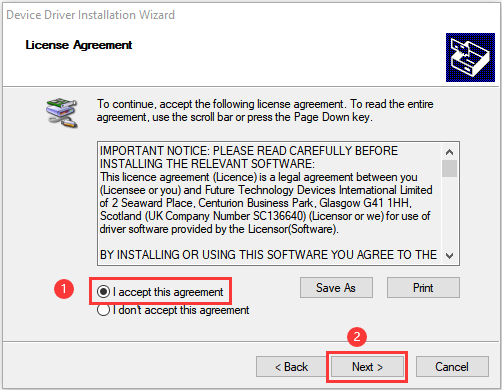 Device Driver Installation Wizard
License Agreement
To continue, accept the following license agreement. To read the entire
agreement, use the scroll bar or press the Page Down key.
IMPORTANT NOTICE: PLEASE READ CAREFULLY BEFORE
INSTALLING THE RELEVANT SOFTWARE:
This licence agreement (Licence) is a legal agreement between you
(Licensee or you) and Future Technology Devices International Limited
of 2 Seaward Place, Centurion Business Park, Glasgow G41 1HH,
Scotland (UK Company Number SC136640) (Licensor or we) for use of
driver software provided by the Licensor(Software).
BY INSTALLING OR USING THIS SOFTWARE YOU AGREE TO THE
1 I accept this agreement Save As Print
I don't accept this agreement
2
< Back Next > Cancel